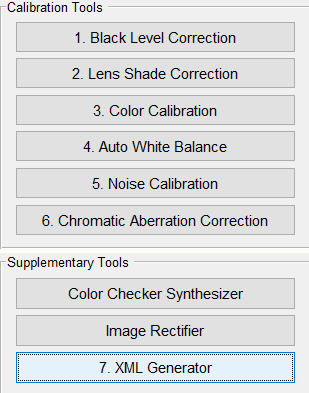 Calibration Tools
1. Black Level Correction
2. Lens Shade Correction
3. Color Calibration
4. Auto White Balance
5. Noise Calibration
6. Chromatic Aberration Correction
Supplementary Tools
Color Checker Synthesizer
Image Rectifier
7. XML Generator